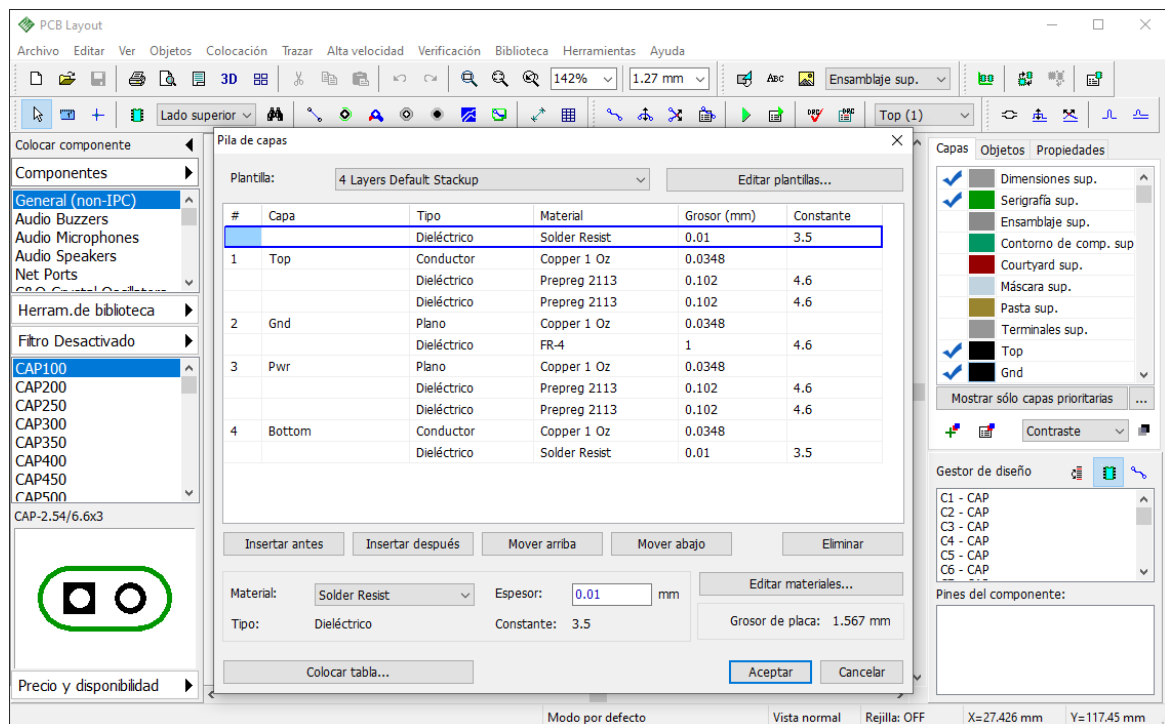 PCB Layout
Archivo Editar Ver Objetos Colocación Trazar Alta velocidad Verificación Biblioteca Herramientas Ayuda
3D 142% 1.27 mm ABC Ensamblaje sup.
Lado superior DRC DRC Top (1)
Colocar componente
Componentes
General (non-IPC)
Audio Buzzers
Audio Microphones
Audio Speakers
Net Ports
Herram.de biblioteca
Filtro Desactivado
CAP100
CAP200
CAP250
CAP300
CAP350
CAP400
CAP450
CAP500
CAP-2.54/6.6x3
Precio y disponibilidad
Pila de capas
Plantilla: 4 Layers Default Stackup Editar plantillas...
# Capa Tipo Material Grosor (mm) Constante
Dieléctrico Solder Resist 0.01 3.5
1 Top Conductor Copper 1 Oz 0.0348
Dieléctrico Prepreg 2113 0.102 4.6
Dieléctrico Prepreg 2113 0.102 4.6
2 Gnd Plano Copper 1 Oz 0.0348
Dieléctrico FR-4 1 4.6
3 Pwr Plano Copper 1 Oz 0.0348
Dieléctrico Prepreg 2113 0.102 4.6
Dieléctrico Prepreg 2113 0.102 4.6
4 Bottom Conductor Copper 1 Oz 0.0348
Dieléctrico Solder Resist 0.01 3.5
Insertar antes Insertar después Mover arriba Mover abajo Eliminar
Material: Solder Resist Espesor: 0.01 mm Editar materiales...
Tipo: Dieléctrico Constante: 3.5 Grosor de placa: 1.567 mm
Colocar tabla... Aceptar Cancelar
Capas Objetos Propiedades
Dimensiones sup.
Serigrafía sup.
Ensamblaje sup.
Contorno de comp. sup
Courtyard sup.
Máscara sup.
Pasta sup.
Terminales sup.
Top
Gnd
Mostrar sólo capas prioritarias ...
Contraste
Gestor de diseño
C1 - CAP
C2 - CAP
C3 - CAP
C4 - CAP
C5 - CAP
C6 - CAP
Pines del componente:
Modo por defecto Vista normal Rejilla: OFF X=27.426 mm Y=117.45 mm